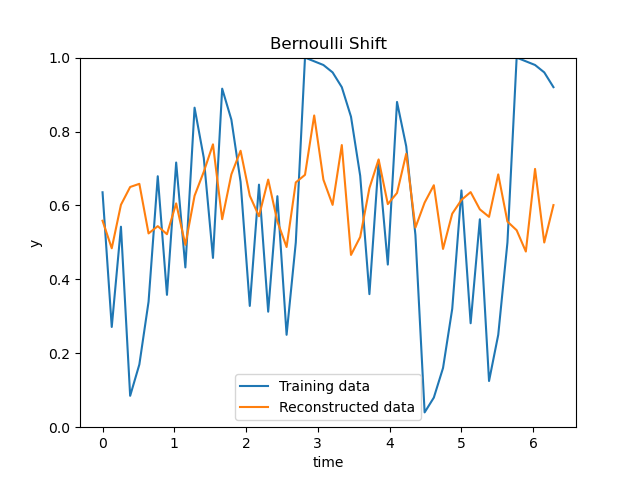 Bernoulli Shift
1.0
0.8
0.6
0.4
0.2
0.0
y
Training data
Reconstructed data
0 1 2 3 4 5 6
time